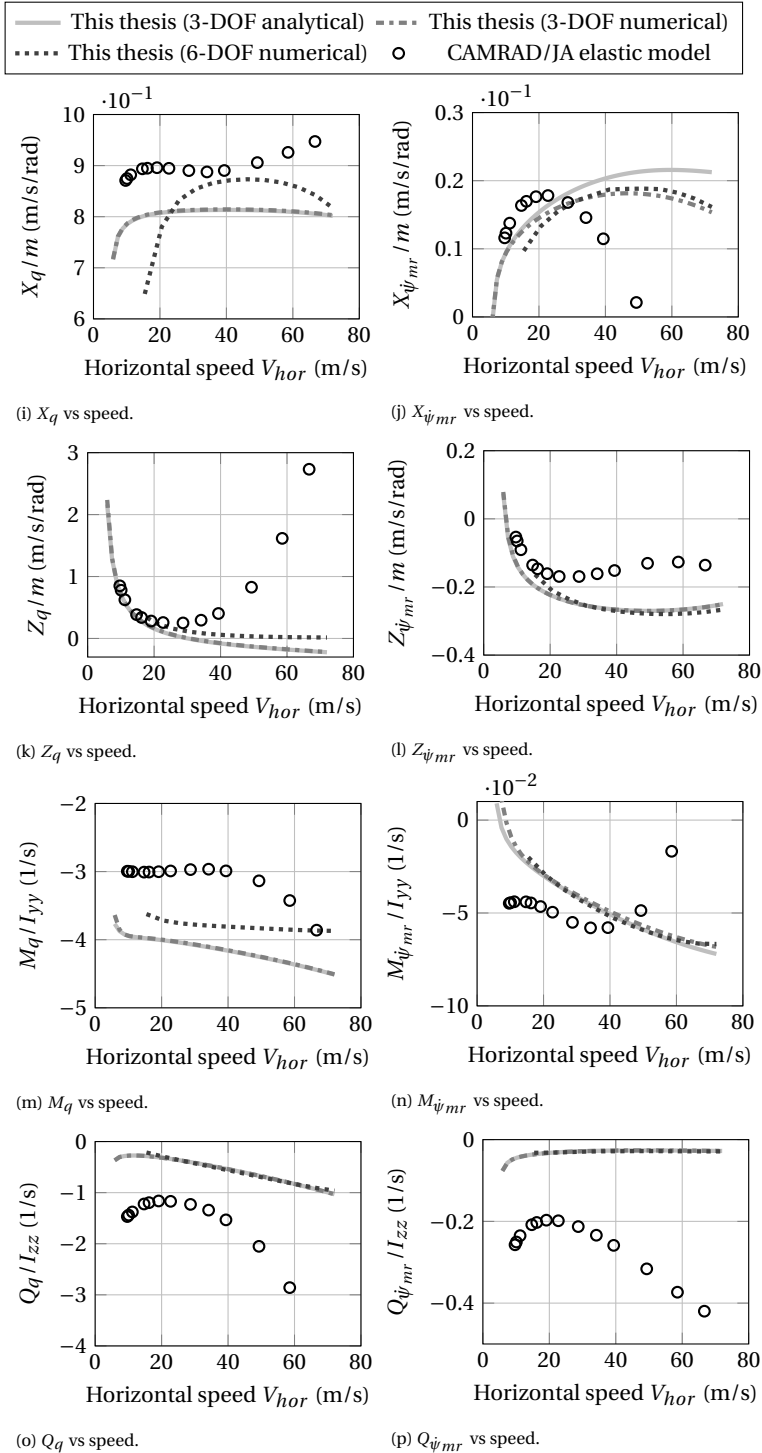 This thesis (3-DOF analytical) This thesis (3-DOF numerical)
This thesis (6-DOF numerical) CAMRAD/JA elastic model
·10⁻¹
10
9
8
7
6
0 20 40 60 80
X_q/m (m/s/rad)
Horizontal speed V_hor (m/s)
(i) X_q vs speed.
·10⁻¹
0.3
0.2
0.1
0
0 20 40 60 80
X_ψ̇mr/m (m/s/rad)
Horizontal speed V_hor (m/s)
(j) X_ψ̇mr vs speed.
3
2
1
0
0 20 40 60 80
Z_q/m (m/s/rad)
Horizontal speed V_hor (m/s)
(k) Z_q vs speed.
0.2
0
−0.2
−0.4
0 20 40 60 80
Z_ψ̇mr/m (m/s/rad)
Horizontal speed V_hor (m/s)
(l) Z_ψ̇mr vs speed.
−2
−3
−4
−5
0 20 40 60 80
M_q/I_yy (1/s)
Horizontal speed V_hor (m/s)
(m) M_q vs speed.
·10⁻²
0
−5
−10
0 20 40 60 80
M_ψ̇mr/I_yy (1/s)
Horizontal speed V_hor (m/s)
(n) M_ψ̇mr vs speed.
0
−1
−2
−3
−4
0 20 40 60 80
Q_q/I_zz (1/s)
Horizontal speed V_hor (m/s)
(o) Q_q vs speed.
0
−0.2
−0.4
0 20 40 60 80
Q_ψ̇mr/I_zz (1/s)
Horizontal speed V_hor (m/s)
(p) Q_ψ̇mr vs speed.